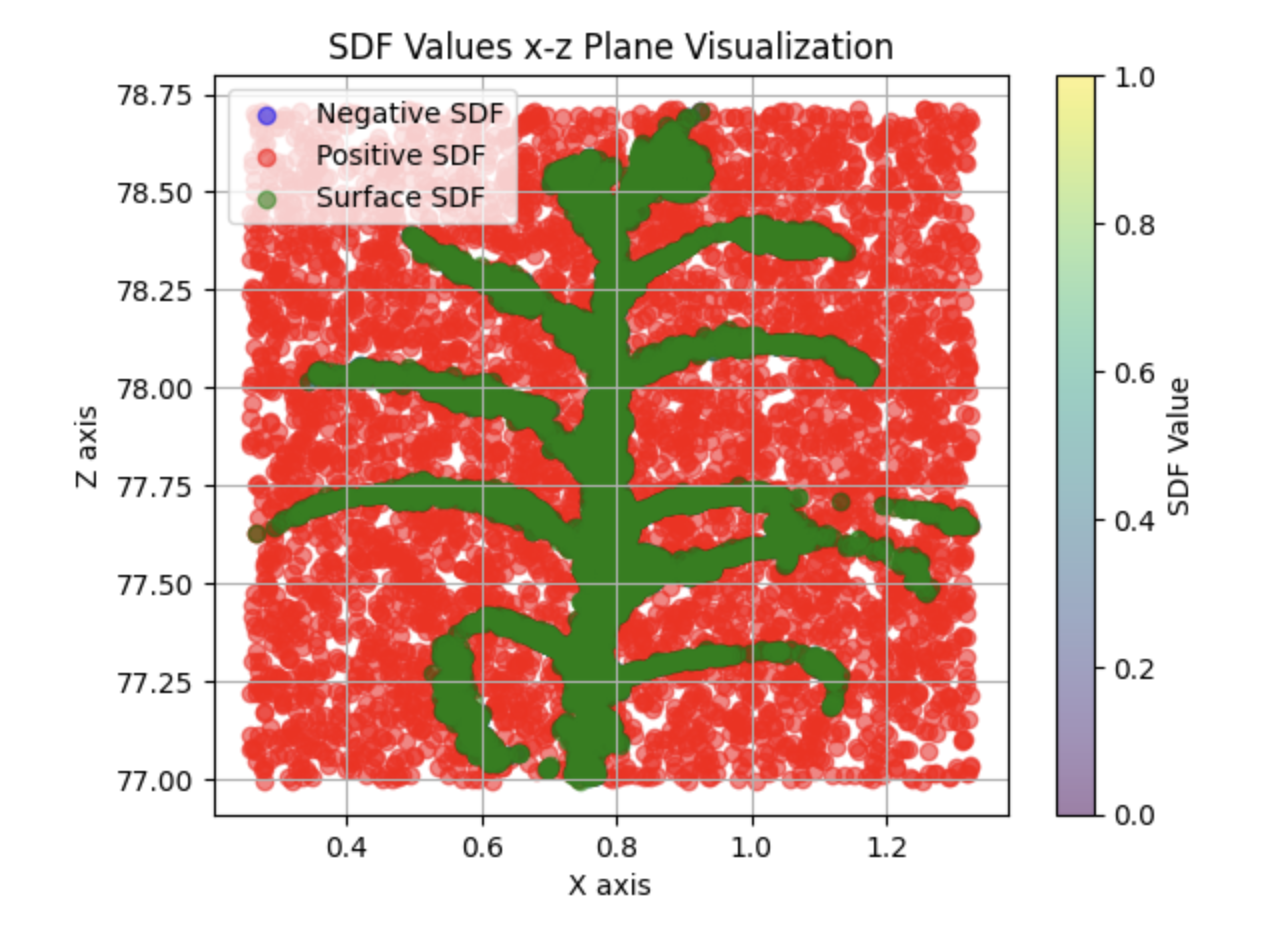 SDF Values x-z Plane Visualization
Negative SDF
Positive SDF
Surface SDF
78.75
78.50
78.25
78.00
77.75
77.50
77.25
77.00
Z axis
0.4 0.6 0.8 1.0 1.2
X axis
1.0
0.8
0.6
0.4
0.2
0.0
SDF Value